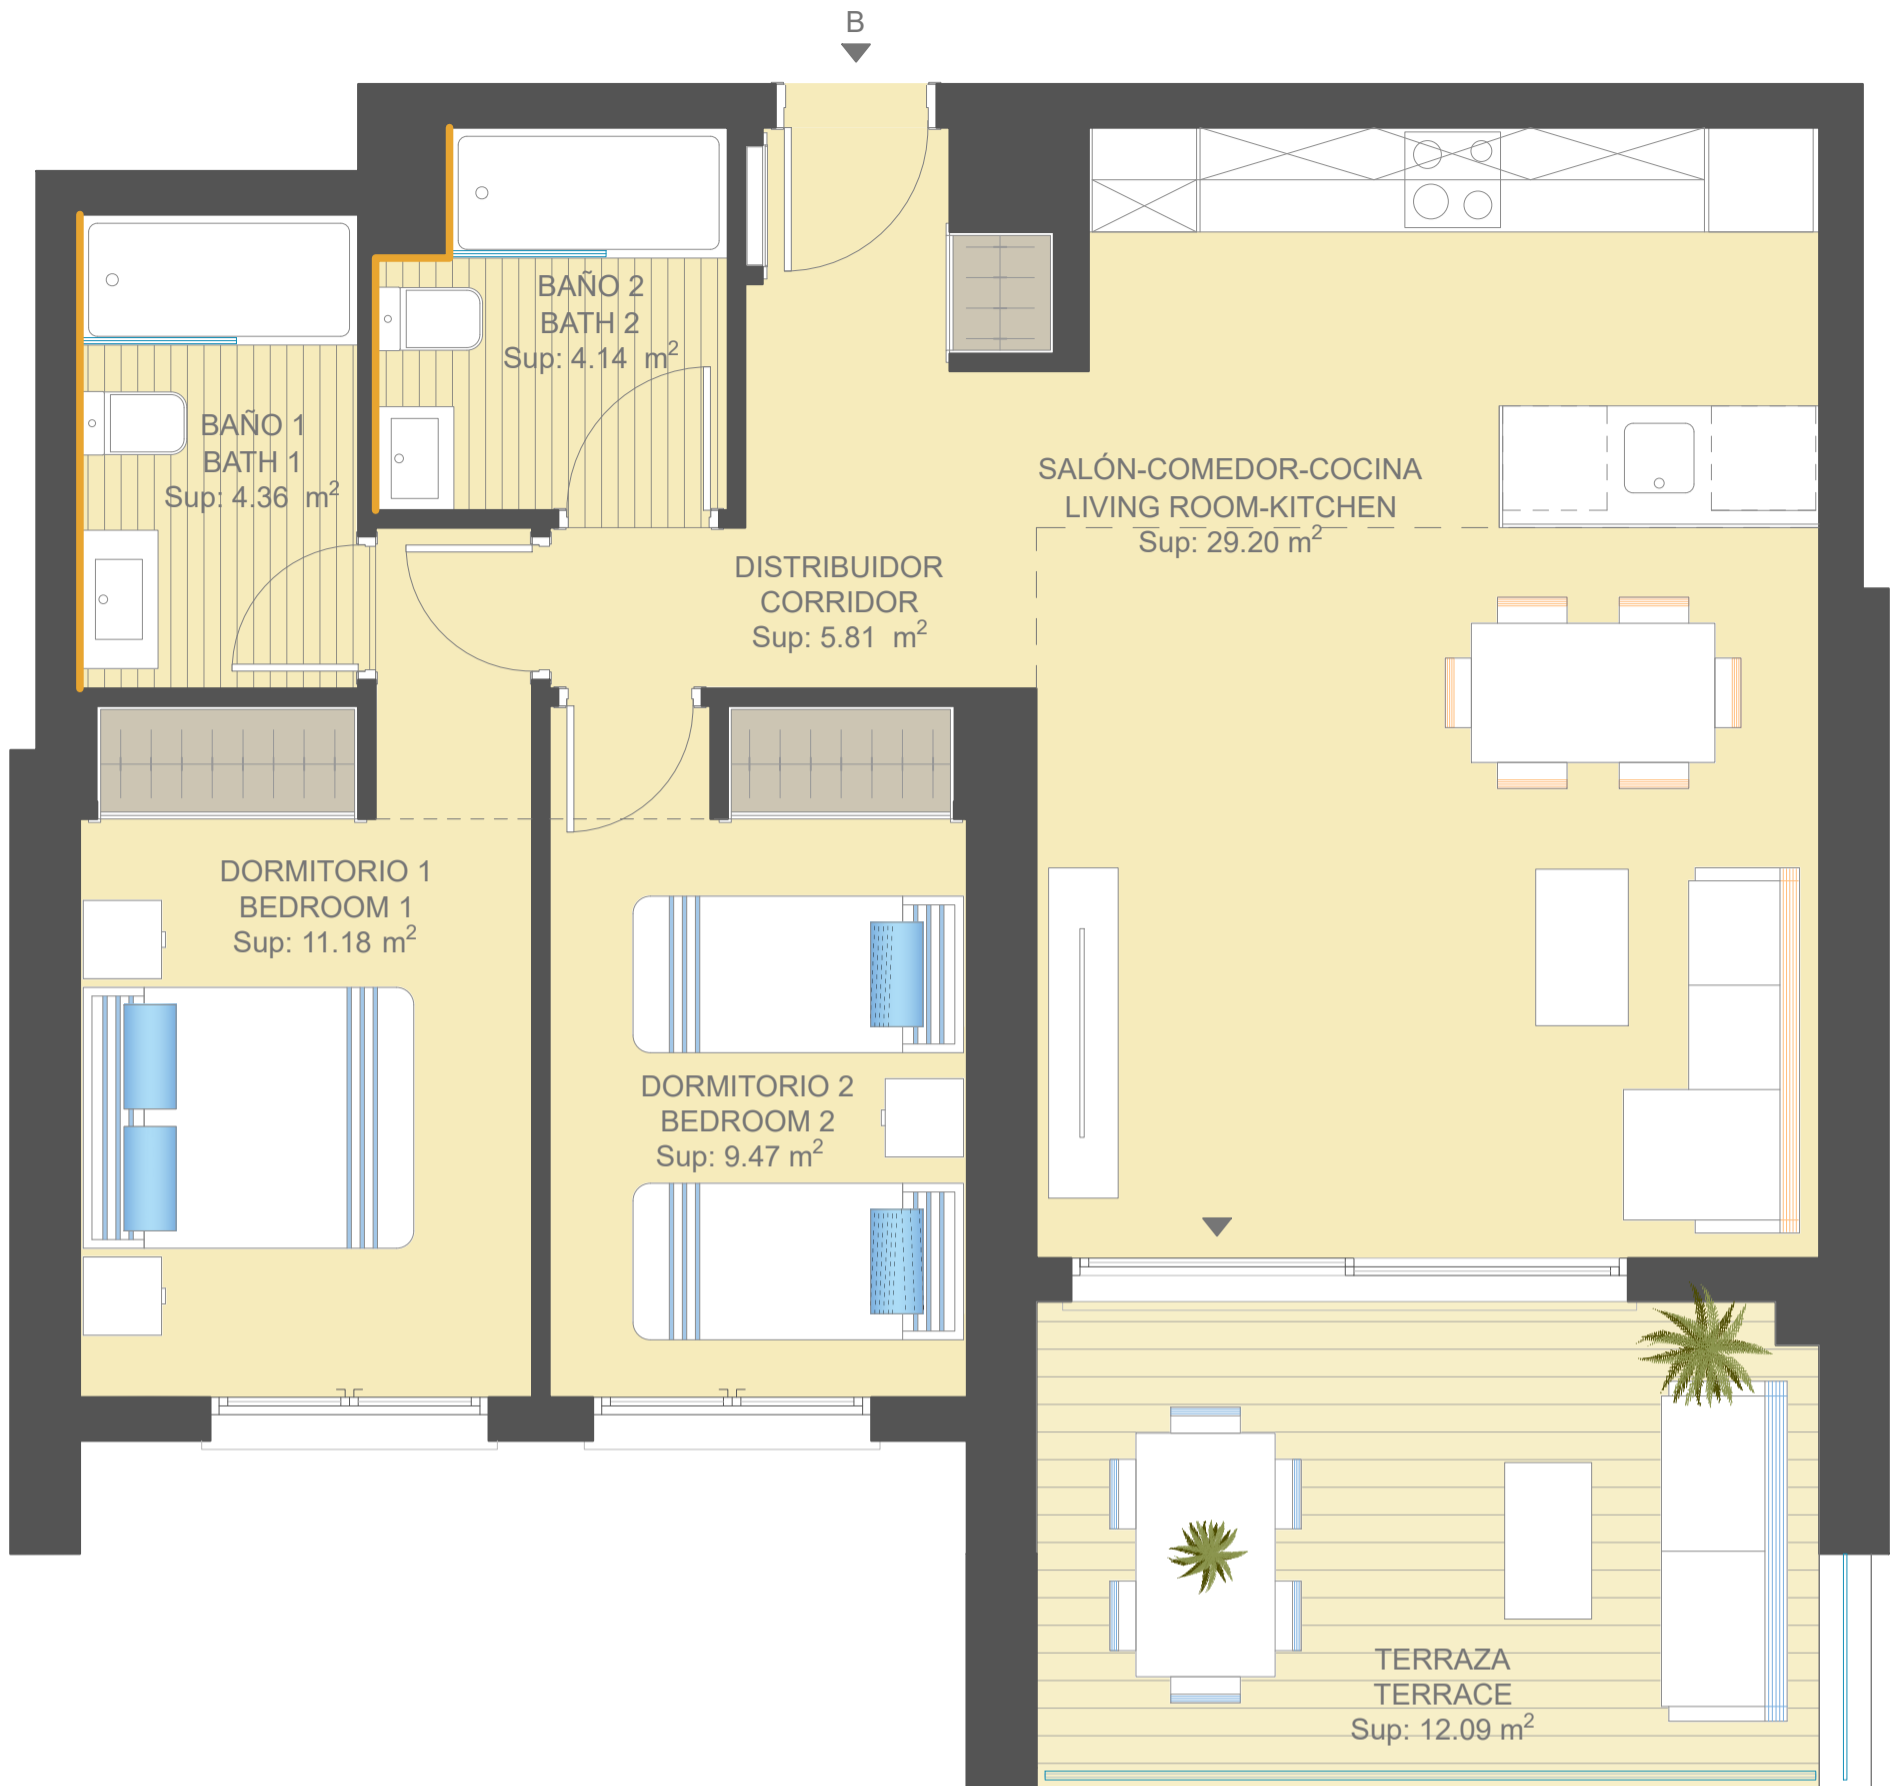 B
BAÑO 2
BATH 2
Sup: 4.14 m²
BAÑO 1
BATH 1
Sup: 4.36 m²
SALÓN-COMEDOR-COCINA
LIVING ROOM-KITCHEN
Sup: 29.20 m²
DISTRIBUIDOR
CORRIDOR
Sup: 5.81 m²
DORMITORIO 1
BEDROOM 1
Sup: 11.18 m²
DORMITORIO 2
BEDROOM 2
Sup: 9.47 m²
TERRAZA
TERRACE
Sup: 12.09 m²